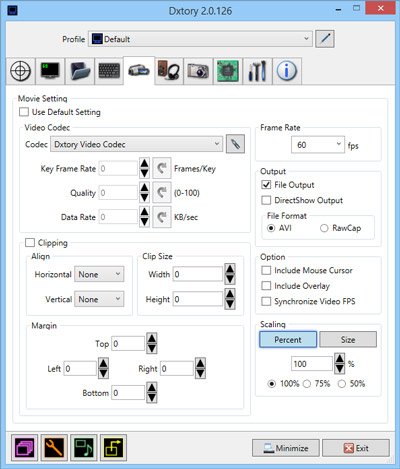 Dxtory 2.0.126
Profile Default
Movie Setting
Use Default Setting
Video Codec
Codec Dxtory Video Codec
Key Frame Rate 0 Frames/Key
Quality 0 (0-100)
Data Rate 0 KB/sec
Frame Rate
60 fps
Output
File Output
DirectShow Output
File Format
AVI RawCap
Clipping
Align
Horizontal None
Vertical None
Clip Size
Width 0
Height 0
Margin
Top 0
Left 0 Right 0
Bottom 0
Option
Include Mouse Cursor
Include Overlay
Synchronize Video FPS
Scaling
Percent Size
100 %
100% 75% 50%
Minimize Exit